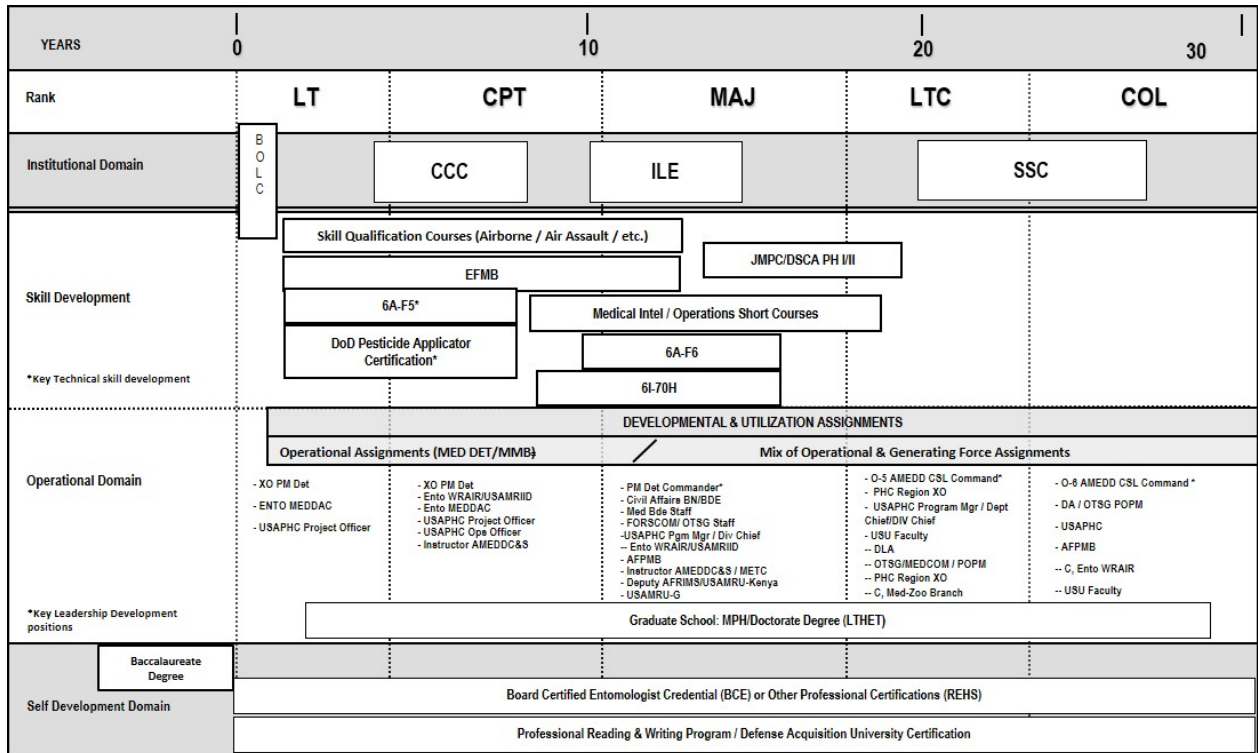 YEARS
0
10
20
30
Rank
LT
CPT
MAJ
LTC
COL
Institutional Domain
B
O
L
C
CCC
ILE
SSC
Skill Development
*Key Technical skill development
Skill Qualification Courses (Airborne / Air Assault / etc.)
EFMB
JMPC/DSCA PH I/II
6A-F5*
Medical Intel / Operations Short Courses
DoD Pesticide Applicator
Certification*
6A-F6
6I-70H
DEVELOPMENTAL & UTILIZATION ASSIGNMENTS
Operational Assignments (MED DET/MMB)
Mix of Operational & Generating Force Assignments
Operational Domain
*Key Leadership Development
positions
- XO PM Det
- ENTO MEDDAC
- USAPHC Project Officer
- XO PM Det
- Ento WRAIR/USAMRIID
- Ento MEDDAC
- USAPHC Project Officer
- USAPHC Ops Officer
- Instructor AMEDDC&S
- PM Det Commander*
- Civil Affairs BN/BDE
- Med Bde Staff
- FORSCOM/ OTSG Staff
-USAPHC Pgm Mgr / Div Chief
-- Ento WRAIR/USAMRIID
- AFPMB
- Instructor AMEDDC&S / METC
- Deputy AFRIMS/USAMRU-Kenya
- USAMRU-G
- O-5 AMEDD CSL Command*
- PHC Region XO
- USAPHC Program Mgr / Dept
Chief/DIV Chief
- USU Faculty
-- DLA
-- OTSG/MEDCOM / POPM
-- PHC Region XO
-- C, Med-Zoo Branch
- O-6 AMEDD CSL Command *
- DA / OTSG POPM
- USAPHC
- AFPMB
-- C, Ento WRAIR
-- USU Faculty
Graduate School: MPH/Doctorate Degree (LTHET)
Baccalaureate
Degree
Self Development Domain
Board Certified Entomologist Credential (BCE) or Other Professional Certifications (REHS)
Professional Reading & Writing Program / Defense Acquisition University Certification